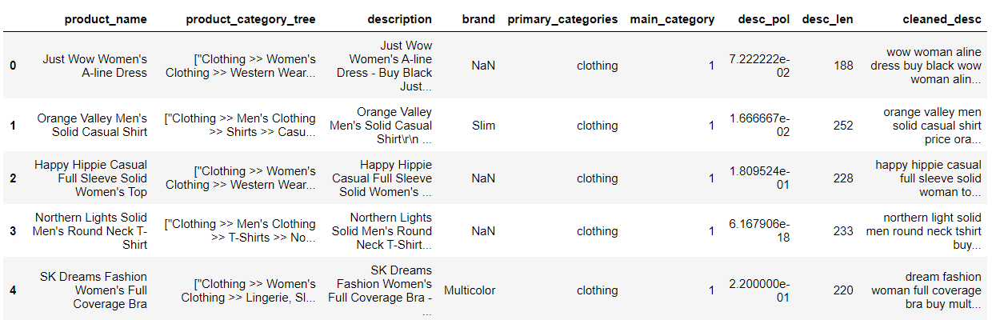 product_name product_category_tree description brand primary_categories main_category desc_pol desc_len cleaned_desc
0 Just Wow Women's A-line Dress ["Clothing >> Women's Clothing >> Western Wear... Just Wow Women's A-line Dress - Buy Black Just... NaN clothing 1 7.222222e-02 188 wow woman aline dress buy black wow woman alin...
1 Orange Valley Men's Solid Casual Shirt ["Clothing >> Men's Clothing >> Shirts >> Casu... Orange Valley Men's Solid Casual Shirt\r\n ... Slim clothing 1 1.666667e-02 252 orange valley men solid casual shirt price ora...
2 Happy Hippie Casual Full Sleeve Solid Women's Top ["Clothing >> Women's Clothing >> Western Wear... Happy Hippie Casual Full Sleeve Solid Women's ... NaN clothing 1 1.809524e-01 228 happy hippie casual full sleeve solid woman to...
3 Northern Lights Solid Men's Round Neck T-Shirt ["Clothing >> Men's Clothing >> T-Shirts >> No... Northern Lights Solid Men's Round Neck T-Shirt... NaN clothing 1 6.167906e-18 233 northern light solid men round neck tshirt buy...
4 SK Dreams Fashion Women's Full Coverage Bra ["Clothing >> Women's Clothing >> Lingerie, Sl... SK Dreams Fashion Women's Full Coverage Bra - ... Multicolor clothing 1 2.200000e-01 220 dream fashion woman full coverage bra buy mult...